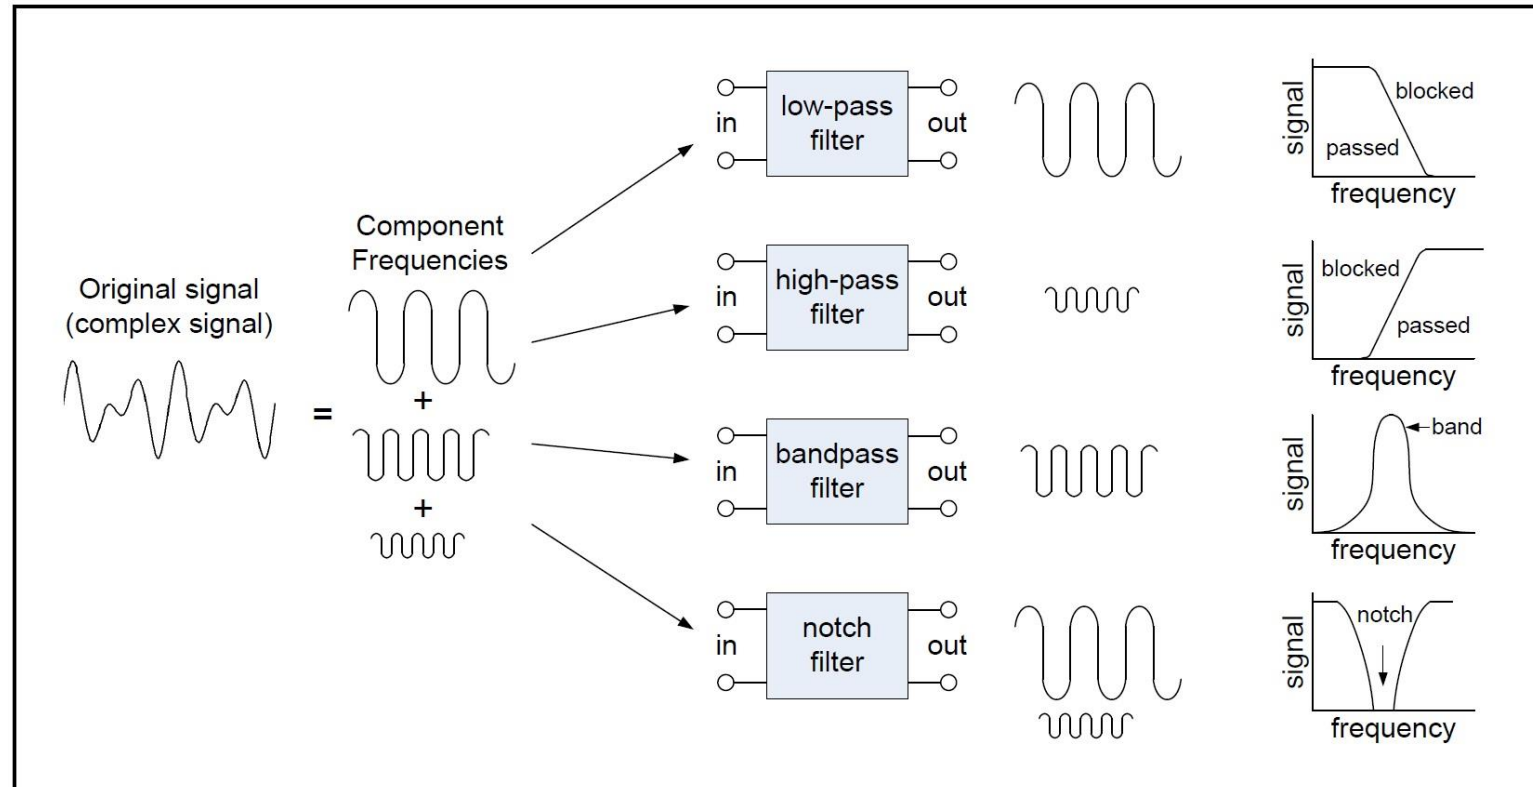 Original signal
(complex signal)
=
Component
Frequencies
+
+
in
low-pass
filter
out
signal
passed
blocked
frequency
in
high-pass
filter
out
signal
blocked
passed
frequency
in
bandpass
filter
out
signal
band
frequency
in
notch
filter
out
signal
notch
frequency